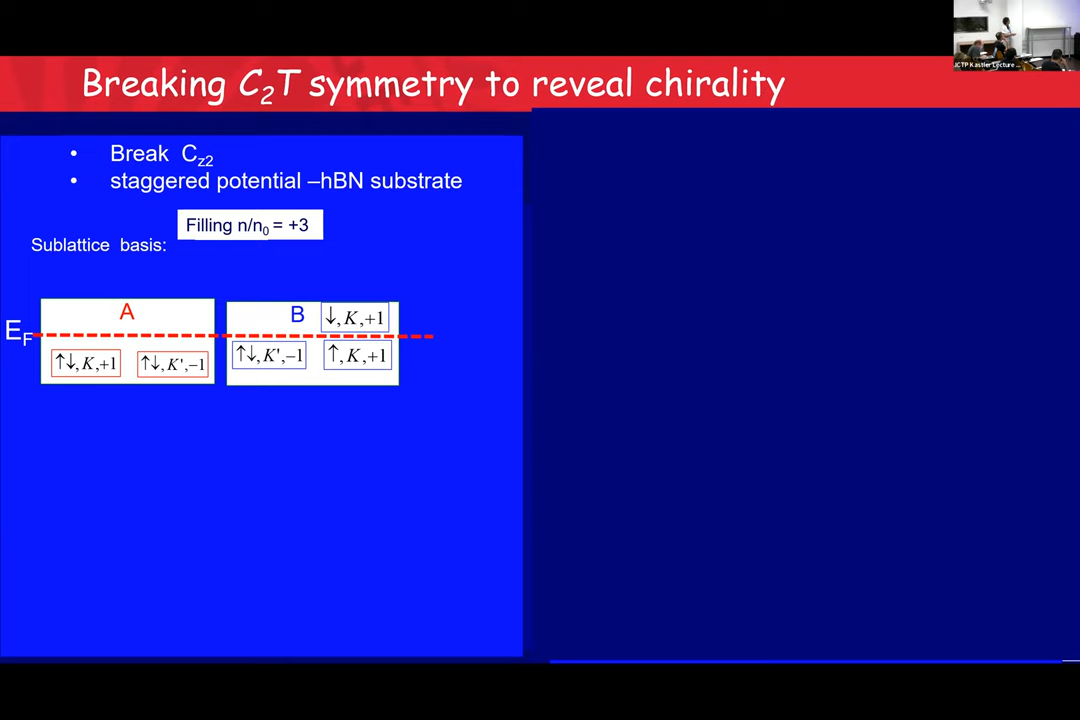 Breaking C₂T symmetry to reveal chirality
• Break C_z2
• staggered potential –hBN substrate
Filling n/n₀ = +3
Sublattice basis:
A
B
↓,K,+1
E_F
↑↓,K,+1
↑↓,K',−1
↑↓,K',−1
↑,K,+1
ICTP Kastler Lecture ...